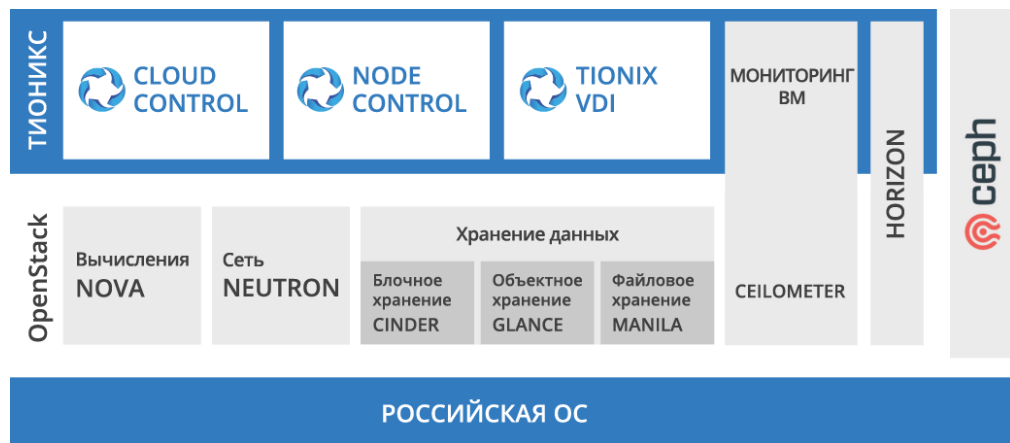 ТИОНИКС
CLOUD
CONTROL
NODE
CONTROL
TIONIX
VDI
МОНИТОРИНГ
ВМ
HORIZON
ceph
OpenStack
Вычисления
NOVA
Сеть
NEUTRON
Хранение данных
Блочное
хранение
CINDER
Объектное
хранение
GLANCE
Файловое
хранение
MANILA
CEILOMETER
РОССИЙСКАЯ ОС